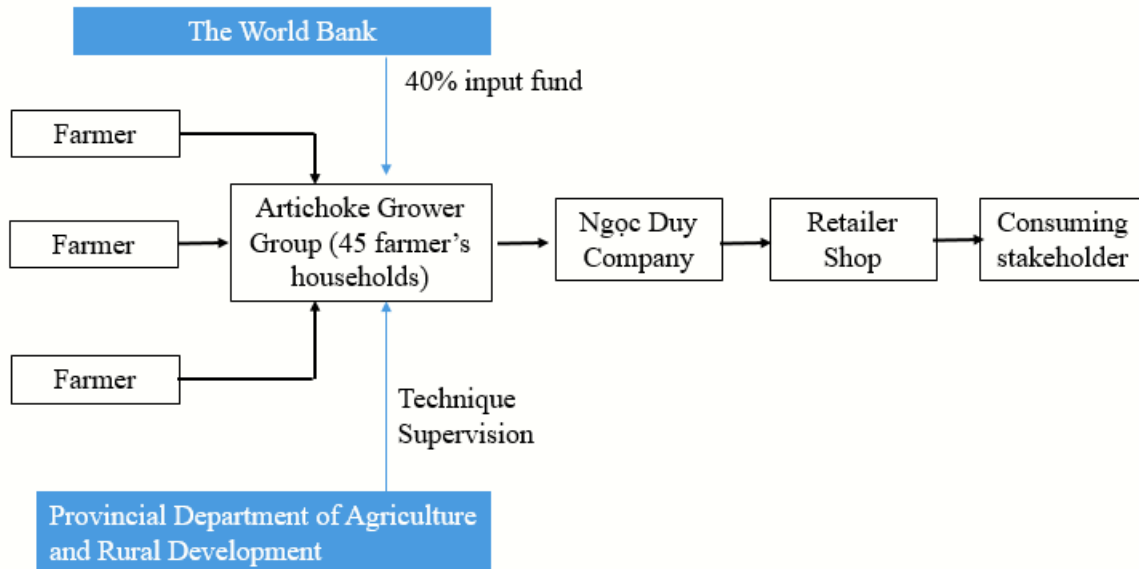 The World Bank
40% input fund
Farmer
Farmer
Farmer
Artichoke Grower
Group (45 farmer's
households)
Ngọc Duy
Company
Retailer
Shop
Consuming
stakeholder
Technique
Supervision
Provincial Department of Agriculture
and Rural Development